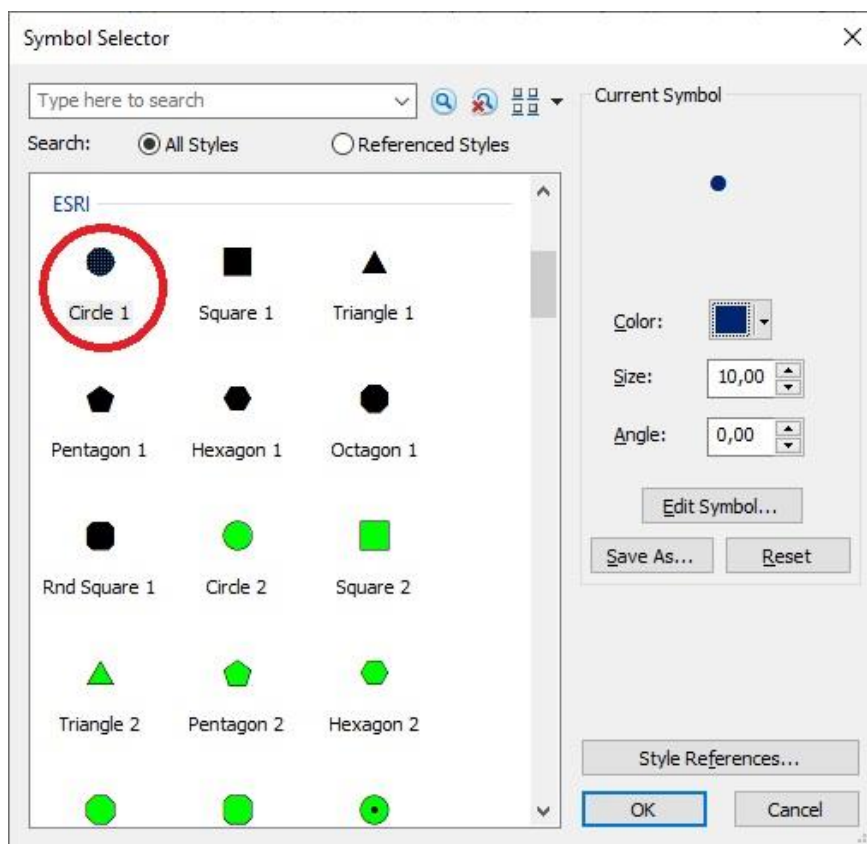 Symbol Selector
Type here to search
Search: All Styles Referenced Styles
ESRI
Circle 1 Square 1 Triangle 1
Pentagon 1 Hexagon 1 Octagon 1
Rnd Square 1 Circle 2 Square 2
Triangle 2 Pentagon 2 Hexagon 2
Current Symbol
Color:
Size: 10,00
Angle: 0,00
Edit Symbol...
Save As... Reset
Style References...
OK Cancel